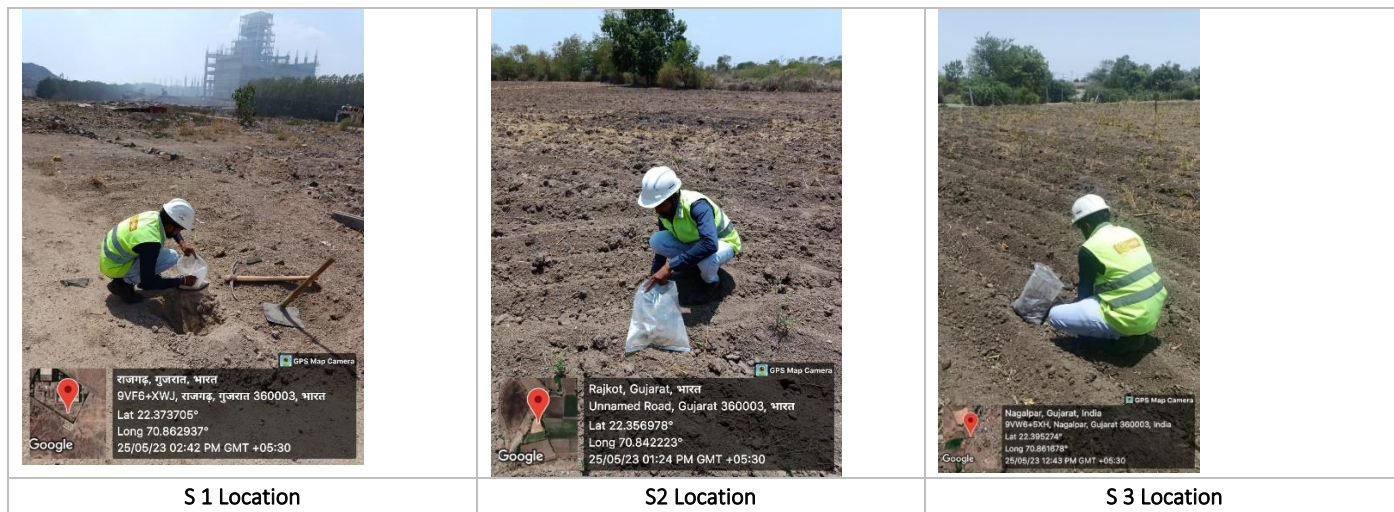 GPS Map Camera
राजगढ़, गुजरात, भारत
9VF6+XWJ, राजगढ़, गुजरात 360003, भारत
Lat 22.373705°
Long 70.862937°
25/05/23 02:42 PM GMT +05:30
Google
S 1 Location
GPS Map Camera
Rajkot, Gujarat, भारत
Unnamed Road, Gujarat 360003, भारत
Lat 22.356978°
Long 70.842223°
25/05/23 01:24 PM GMT +05:30
Google
S2 Location
GPS Map Camera
Nagalpar, Gujarat, India
9VW6+5XH, Nagalpar, Gujarat 360003, India
Lat 22.395274°
Long 70.861678°
25/05/23 12:43 PM GMT +05:30
Google
S 3 Location